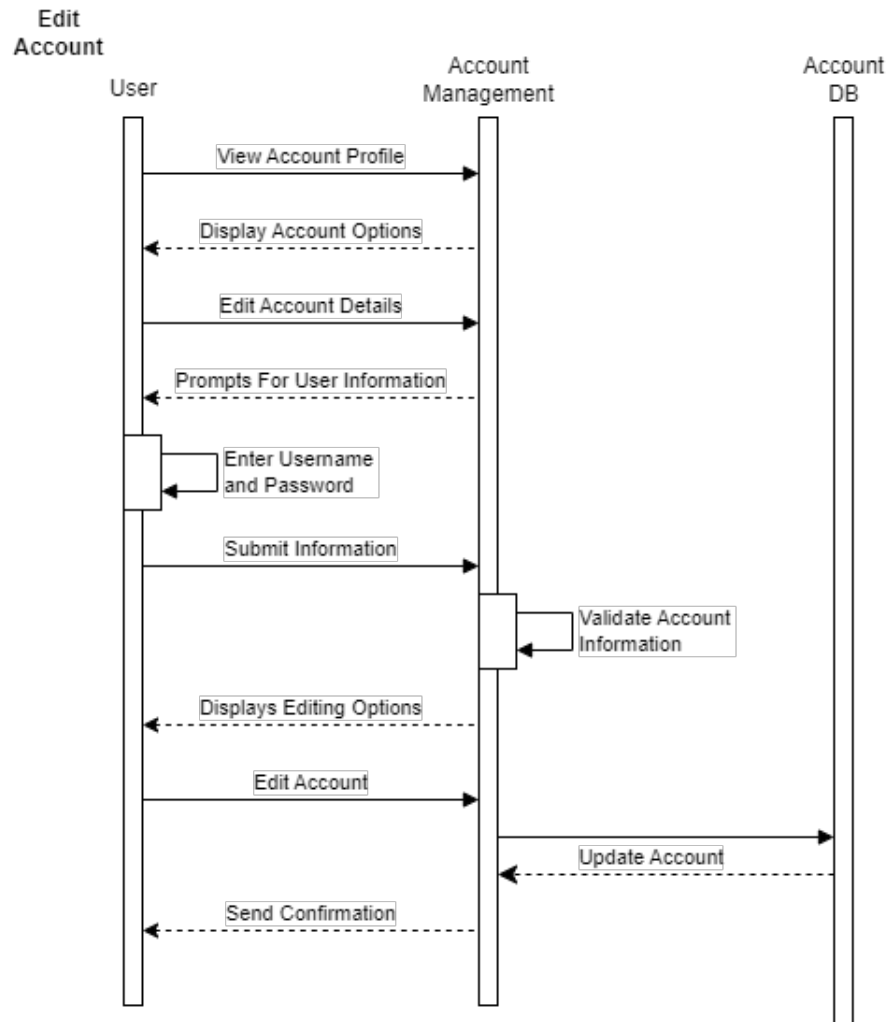 Edit
Account
User
Account
Management
Account
DB
View Account Profile
Display Account Options
Edit Account Details
Prompts For User Information
Enter Username
and Password
Submit Information
Validate Account
Information
Displays Editing Options
Edit Account
Update Account
Send Confirmation